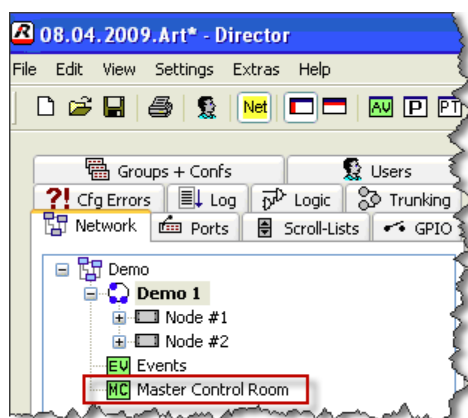 08.04.2009.Art* - Director
File Edit View Settings Extras Help
Net AV P PT
Groups + Confs Users
?! Cfg Errors Log Logic Trunking
Network Ports Scroll-Lists GPIO
Demo
Demo 1
Node #1
Node #2
EV Events
MC Master Control Room